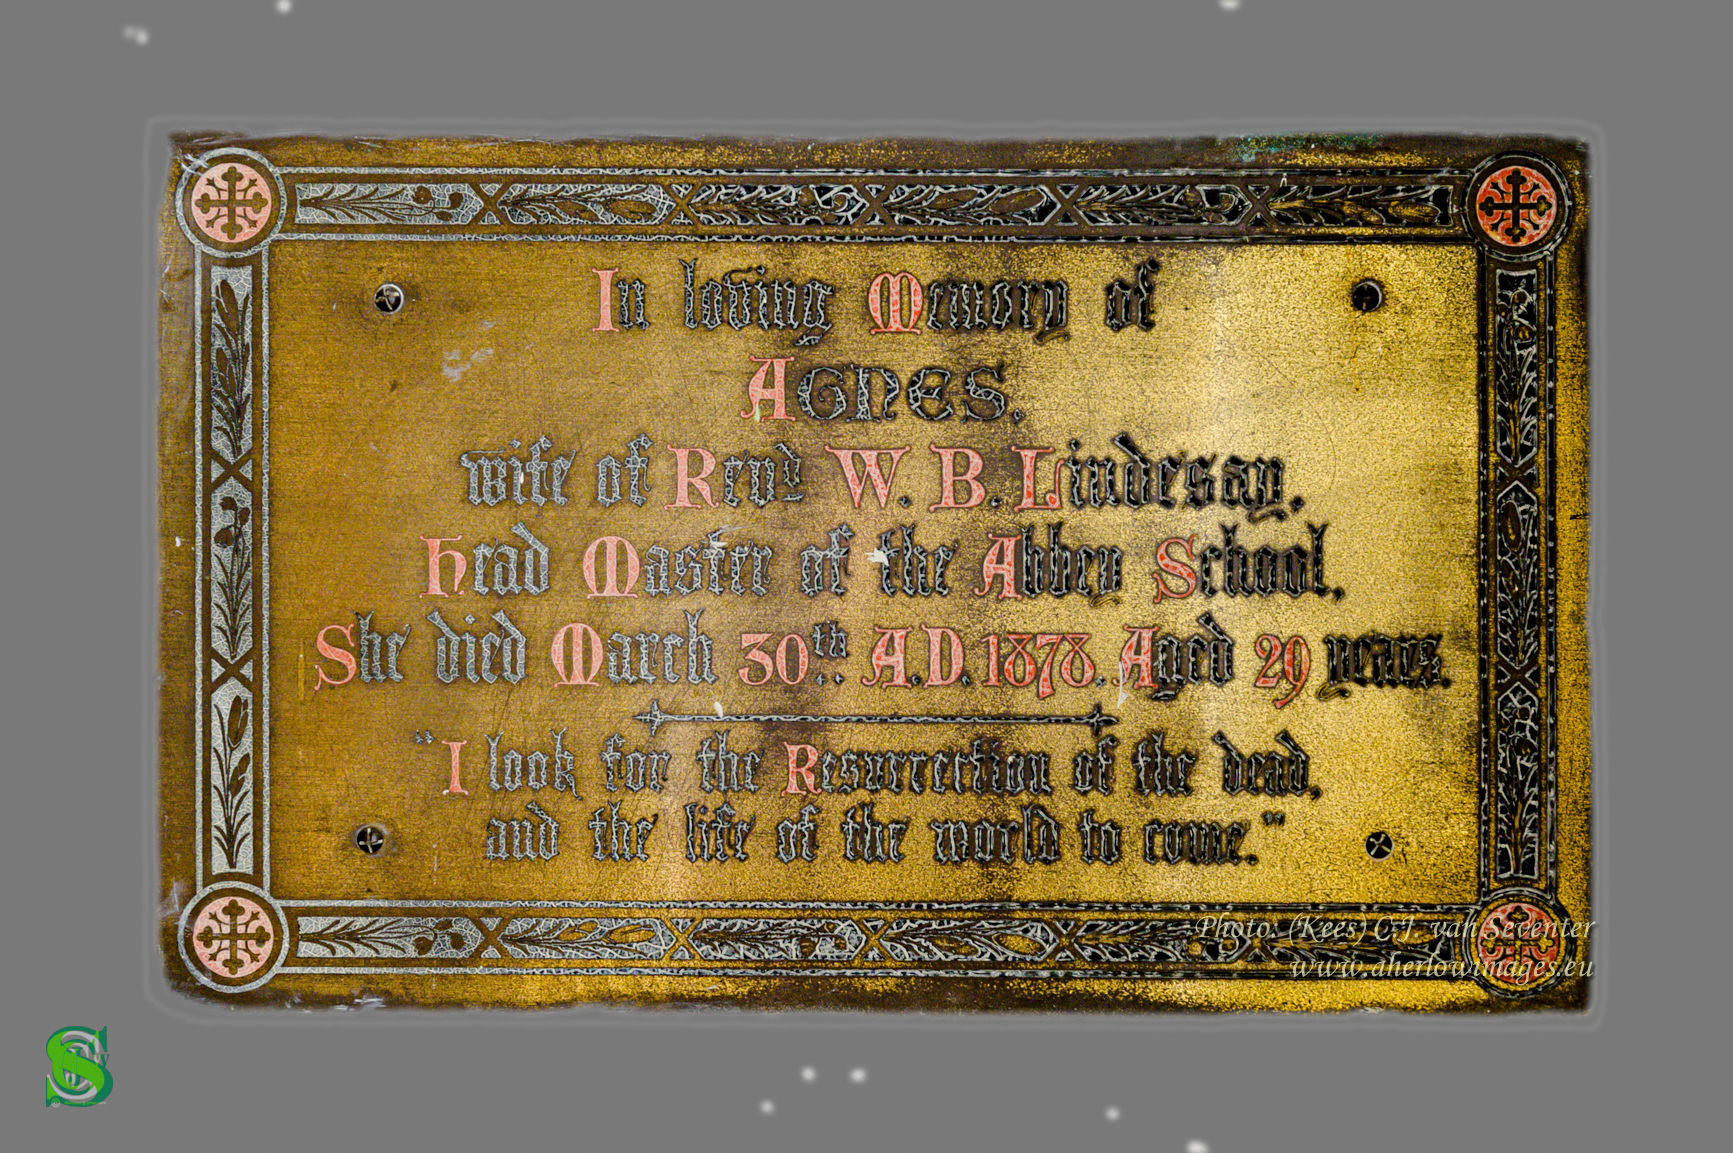 In loving Memory of
AGNES,
wife of Revd W. B. Lindesay,
Head Master of the Abbey School,
She died March 30th A.D. 1878. Aged 29 years.
"I look for the Resurrection of the dead,
and the life of the world to come."
Photo. (Kees) C.J. van Seventer
www.aherlowimages.eu